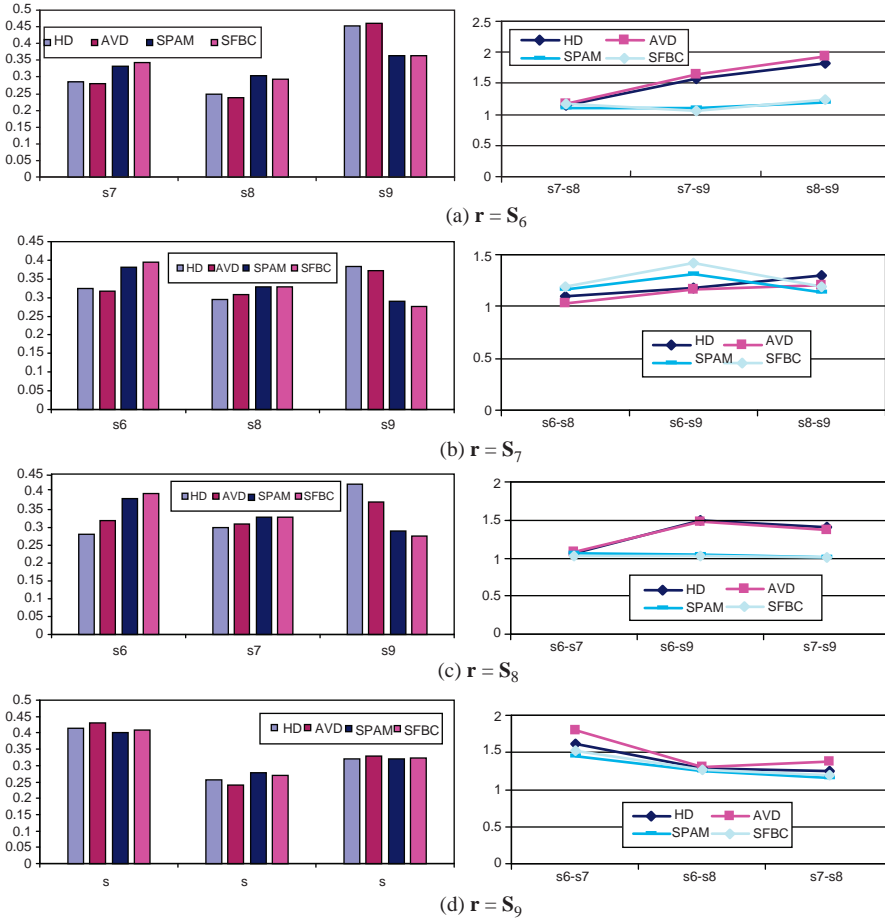 0.5
0.45
0.4
0.35
0.3
0.25
0.2
0.15
0.1
0.05
0
HD AVD SPAM SFBC
s7 s8 s9
2.5
2
1.5
1
0.5
0
HD AVD
SPAM SFBC
s7-s8 s7-s9 s8-s9
(a) r = S6
0.45
0.4
0.35
0.3
0.25
0.2
0.15
0.1
0.05
0
HD AVD SPAM SFBC
s6 s8 s9
1.5
1
0.5
0
HD AVD
SPAM SFBC
s6-s8 s6-s9 s8-s9
(b) r = S7
0.45
0.4
0.35
0.3
0.25
0.2
0.15
0.1
0.05
0
HD AVD SPAM SFBC
s6 s7 s9
2
1.5
1
0.5
0
HD AVD
SPAM SFBC
s6-s7 s6-s9 s7-s9
(c) r = S8
0.5
0.45
0.4
0.35
0.3
0.25
0.2
0.15
0.1
0.05
0
HD AVD SPAM SFBC
s s s
2
1.5
1
0.5
0
HD AVD
SPAM SFBC
s6-s7 s6-s8 s7-s8
(d) r = S9